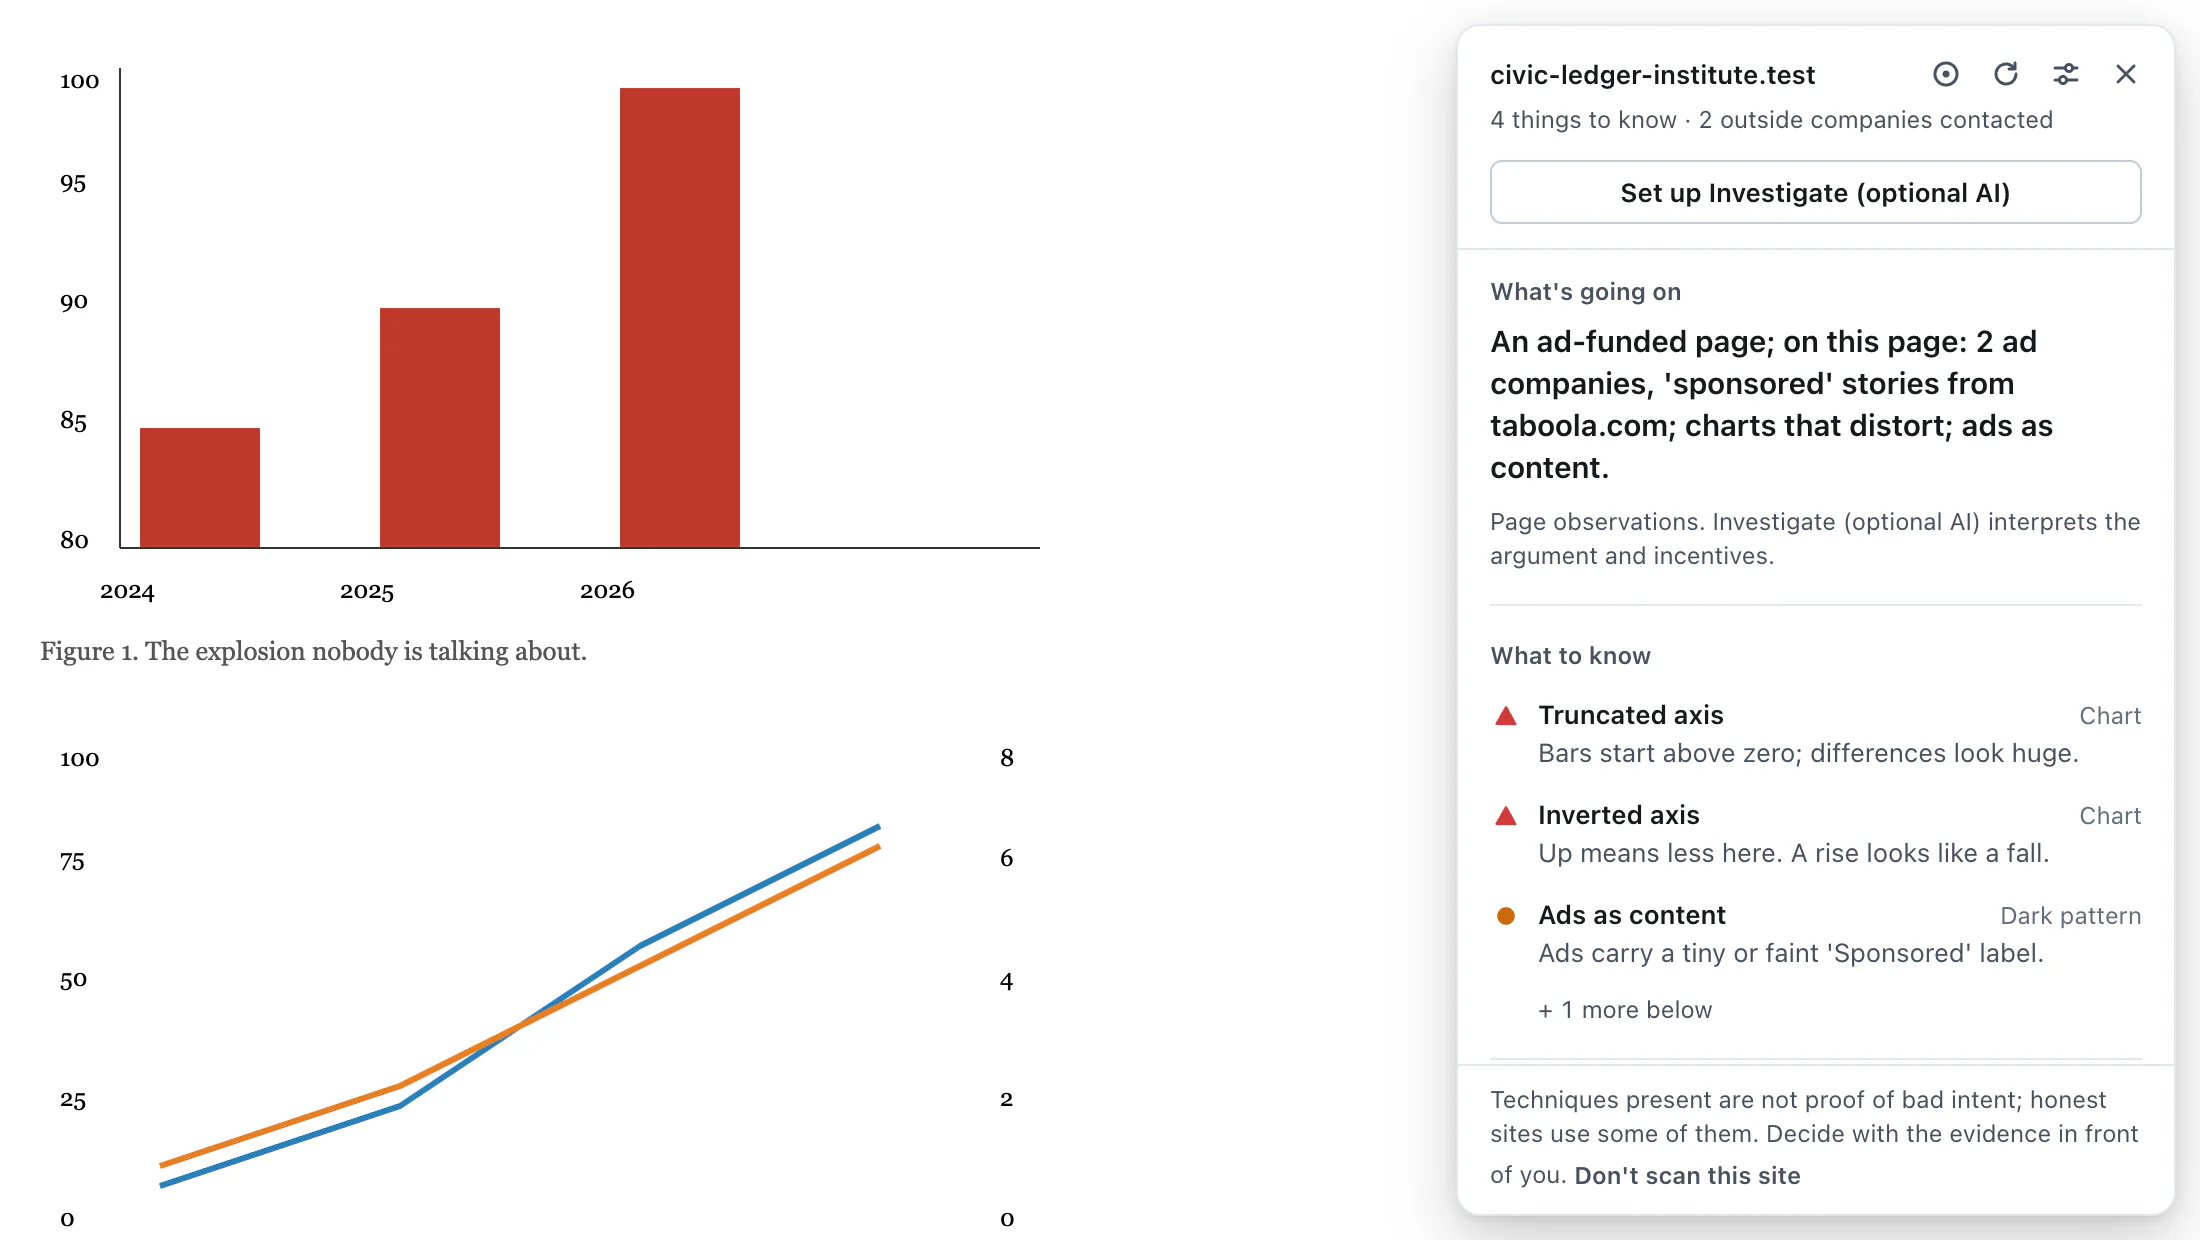 100
95
90
85
80
2024 2025 2026
Figure 1. The explosion nobody is talking about.
100 8
75 6
50 4
25 2
0 0
civic-ledger-institute.test
4 things to know · 2 outside companies contacted
Set up Investigate (optional AI)
What's going on
An ad-funded page; on this page: 2 ad
companies, 'sponsored' stories from
taboola.com; charts that distort; ads as
content.
Page observations. Investigate (optional AI) interprets the
argument and incentives.
What to know
Truncated axis Chart
Bars start above zero; differences look huge.
Inverted axis Chart
Up means less here. A rise looks like a fall.
Ads as content Dark pattern
Ads carry a tiny or faint 'Sponsored' label.
+ 1 more below
Techniques present are not proof of bad intent; honest
sites use some of them. Decide with the evidence in front
of you. Don't scan this site